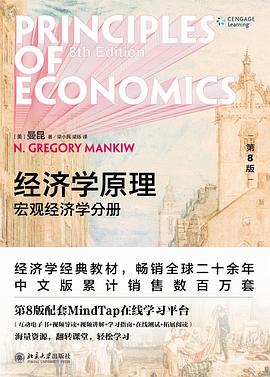 CENGAGE
Learning™
PRINCIPLES
OF 8th Edition
ECONOMICS
[美] 曼昆 著/梁小民 梁砾 译
N. GREGORY MANKIW
第8版
经济学原理
宏观经济学分册
经济学经典教材,畅销全球二十余年
中文版累计销售数百万套
第8版配套MindTap在线学习平台
(互动电子书+视频导读+视频讲解+学习指南+在线测试+拓展阅读)
海量资源,翻转课堂,轻松学习
北京大学出版社